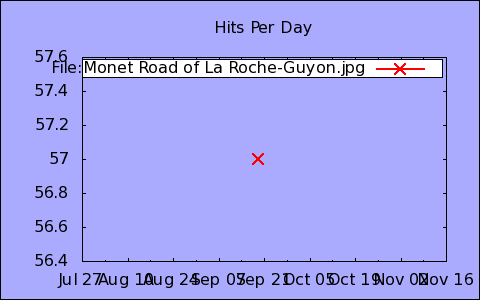 Hits Per Day
57.6
File:Monet Road of La Roche-Guyon.jpg
57.4
57.2
57
56.8
56.6
56.4
Jul 27 Aug 10 Aug 24 Sep 07 Sep 21 Oct 05 Oct 19 Nov 02 Nov 16